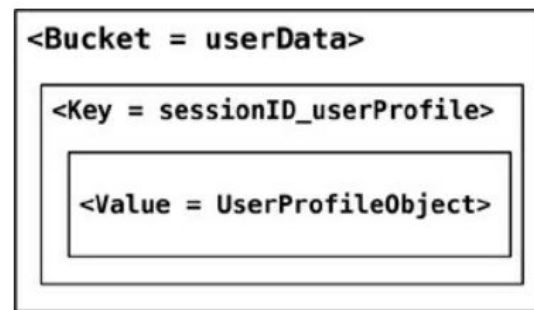 <Bucket = userData>
<Key = sessionID_userProfile>
<Value = UserProfileObject>